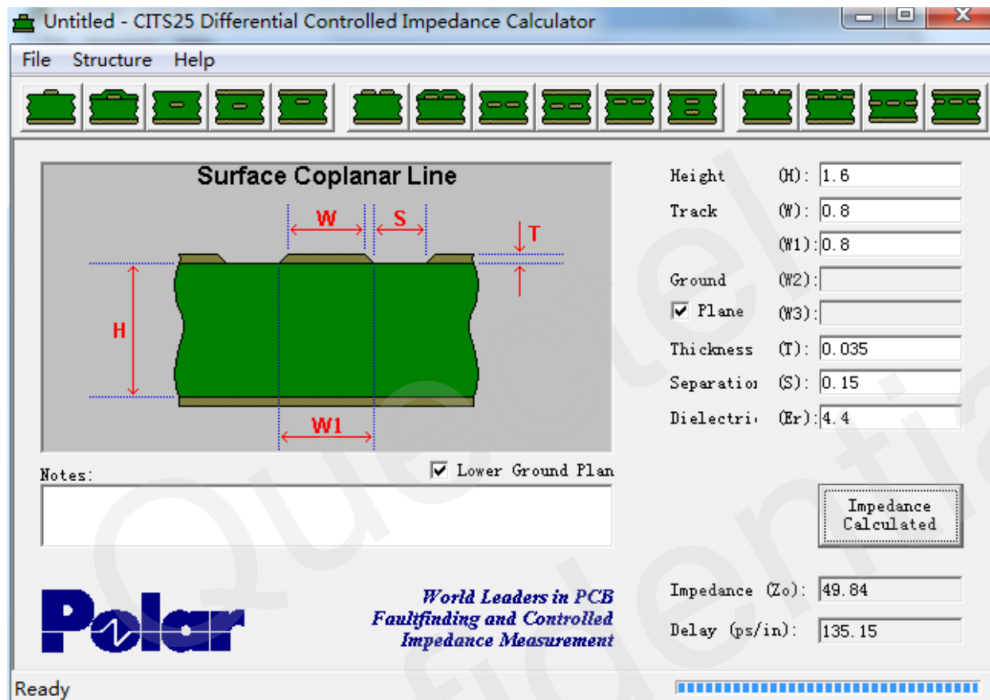 Untitled - CITS25 Differential Controlled Impedance Calculator
File Structure Help
Surface Coplanar Line
W
S
T
H
W1
Height (H): 1.6
Track (W): 0.8
(W1): 0.8
Ground (W2):
Plane (W3):
Thickness (T): 0.035
Separatio (S): 0.15
Dielectri (Er): 4.4
Notes:
Lower Ground Plan
Impedance
Calculated
Polar
World Leaders in PCB
Faultfinding and Controlled
Impedance Measurement
Impedance (Zo): 49.84
Delay (ps/in): 135.15
Ready